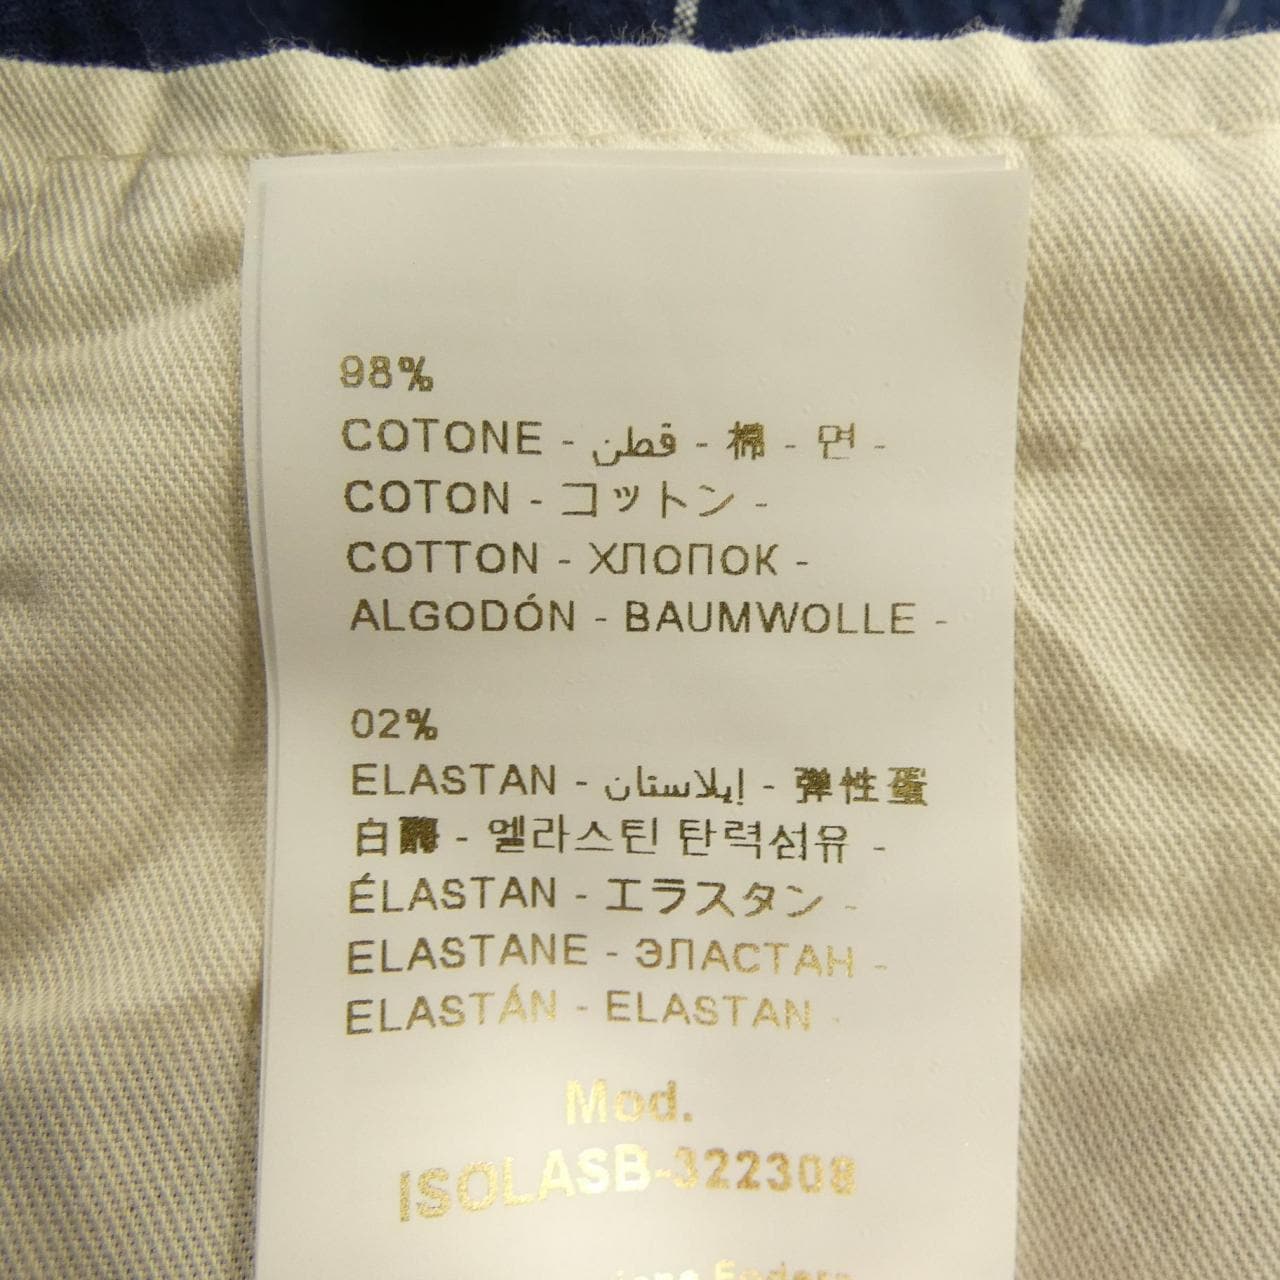 98%
COTONE - قطن - 棉 - 면 -
COTON - コットン -
COTTON - ХЛОПОК -
ALGODÓN - BAUMWOLLE -
02%
ELAStAN - إيلاستان - 弹性蛋
白 - 엘라스틴 탄력섬유 -
ÉLASTAN - エラスタン -
ELASTANE - ЭЛАСТАН -
ELASTÁN - ELASTAN -
Mod.
ISOLASB-322308
Fodera